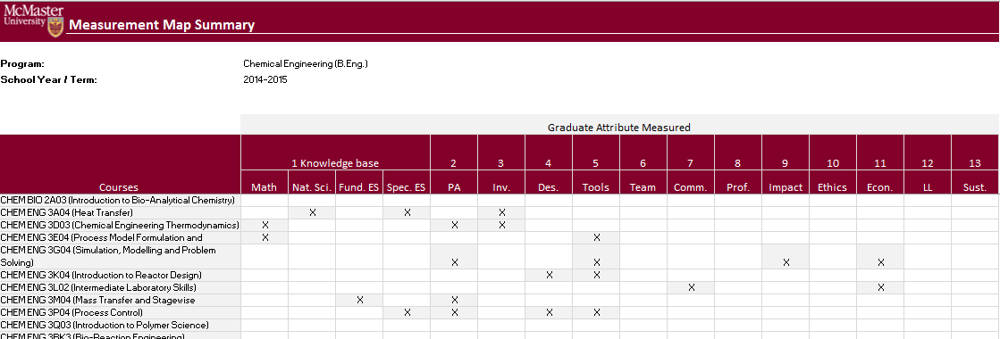 McMaster
University
Measurement Map Summary
Program: Chemical Engineering (B.Eng.)
School Year / Term: 2014-2015
Graduate Attribute Measured
1 Knowledge base 2 3 4 5 6 7 8 9 10 11 12 13
Courses Math Nat. Sci. Fund. ES Spec. ES PA Inv. Des. Tools Team Comm. Prof. Impact Ethics Econ. LL Sust.
CHEM BIO 2A03 (Introduction to Bio-Analytical Chemistry)
CHEM ENG 3A04 (Heat Transfer) X X X
CHEM ENG 3D03 (Chemical Engineering Thermodynamics) X X X
CHEM ENG 3E04 (Process Model Formulation and X X
CHEM ENG 3G04 (Simulation, Modelling and Problem
Solving) X X X X
CHEM ENG 3K04 (Introduction to Reactor Design) X X
CHEM ENG 3L02 (Intermediate Laboratory Skills) X X
CHEM ENG 3M04 (Mass Transfer and Stagewise X X
CHEM ENG 3P04 (Process Control) X X X X
CHEM ENG 3Q03 (Introduction to Polymer Science)
CHEM ENG 3BK3 (Bio-Reaction Engineering)